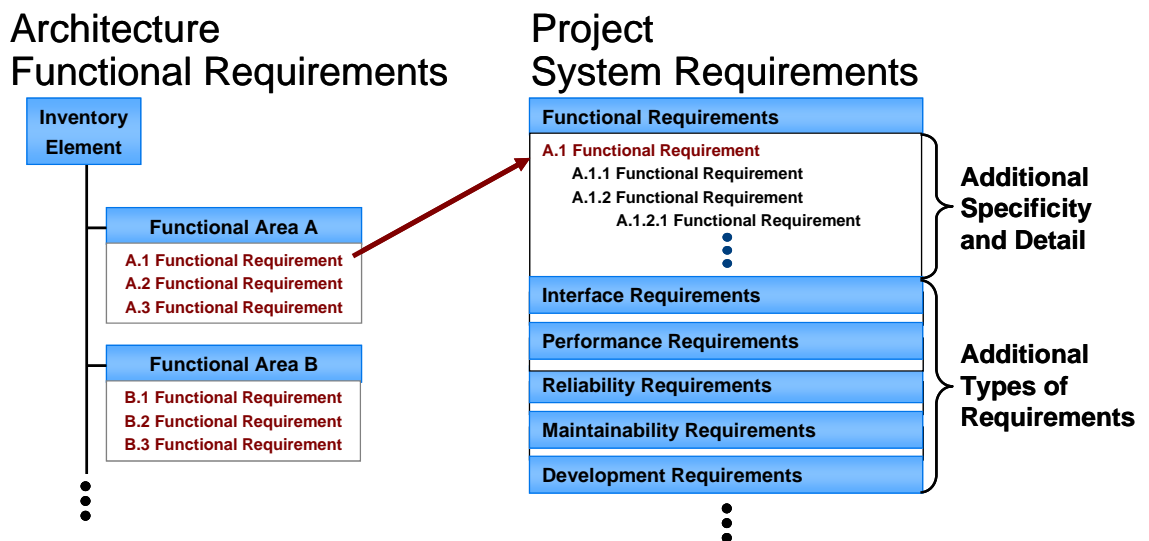 Architecture
Functional Requirements
Inventory
Element
Functional Area A
A.1 Functional Requirement
A.2 Functional Requirement
A.3 Functional Requirement
Functional Area B
B.1 Functional Requirement
B.2 Functional Requirement
B.3 Functional Requirement
Project
System Requirements
Functional Requirements
A.1 Functional Requirement
A.1.1 Functional Requirement
A.1.2 Functional Requirement
A.1.2.1 Functional Requirement
Interface Requirements
Performance Requirements
Reliability Requirements
Maintainability Requirements
Development Requirements
Additional
Specificity
and Detail
Additional
Types of
Requirements